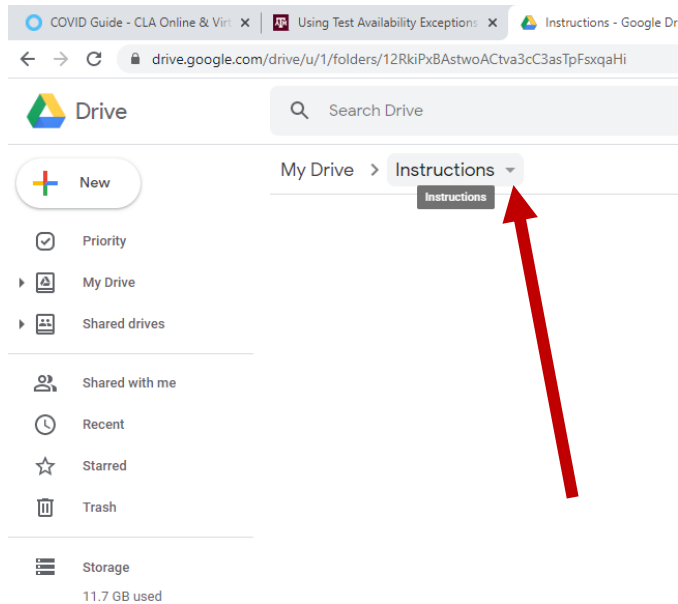 COVID Guide - CLA Online & Virt
Using Test Availability Exceptions
Instructions - Google Dr
drive.google.com/drive/u/1/folders/12RkiPxBAstwoACtva3cC3asTpFsxqaHi
Drive
Search Drive
New
My Drive > Instructions
Instructions
Priority
My Drive
Shared drives
Shared with me
Recent
Starred
Trash
Storage
11.7 GB used